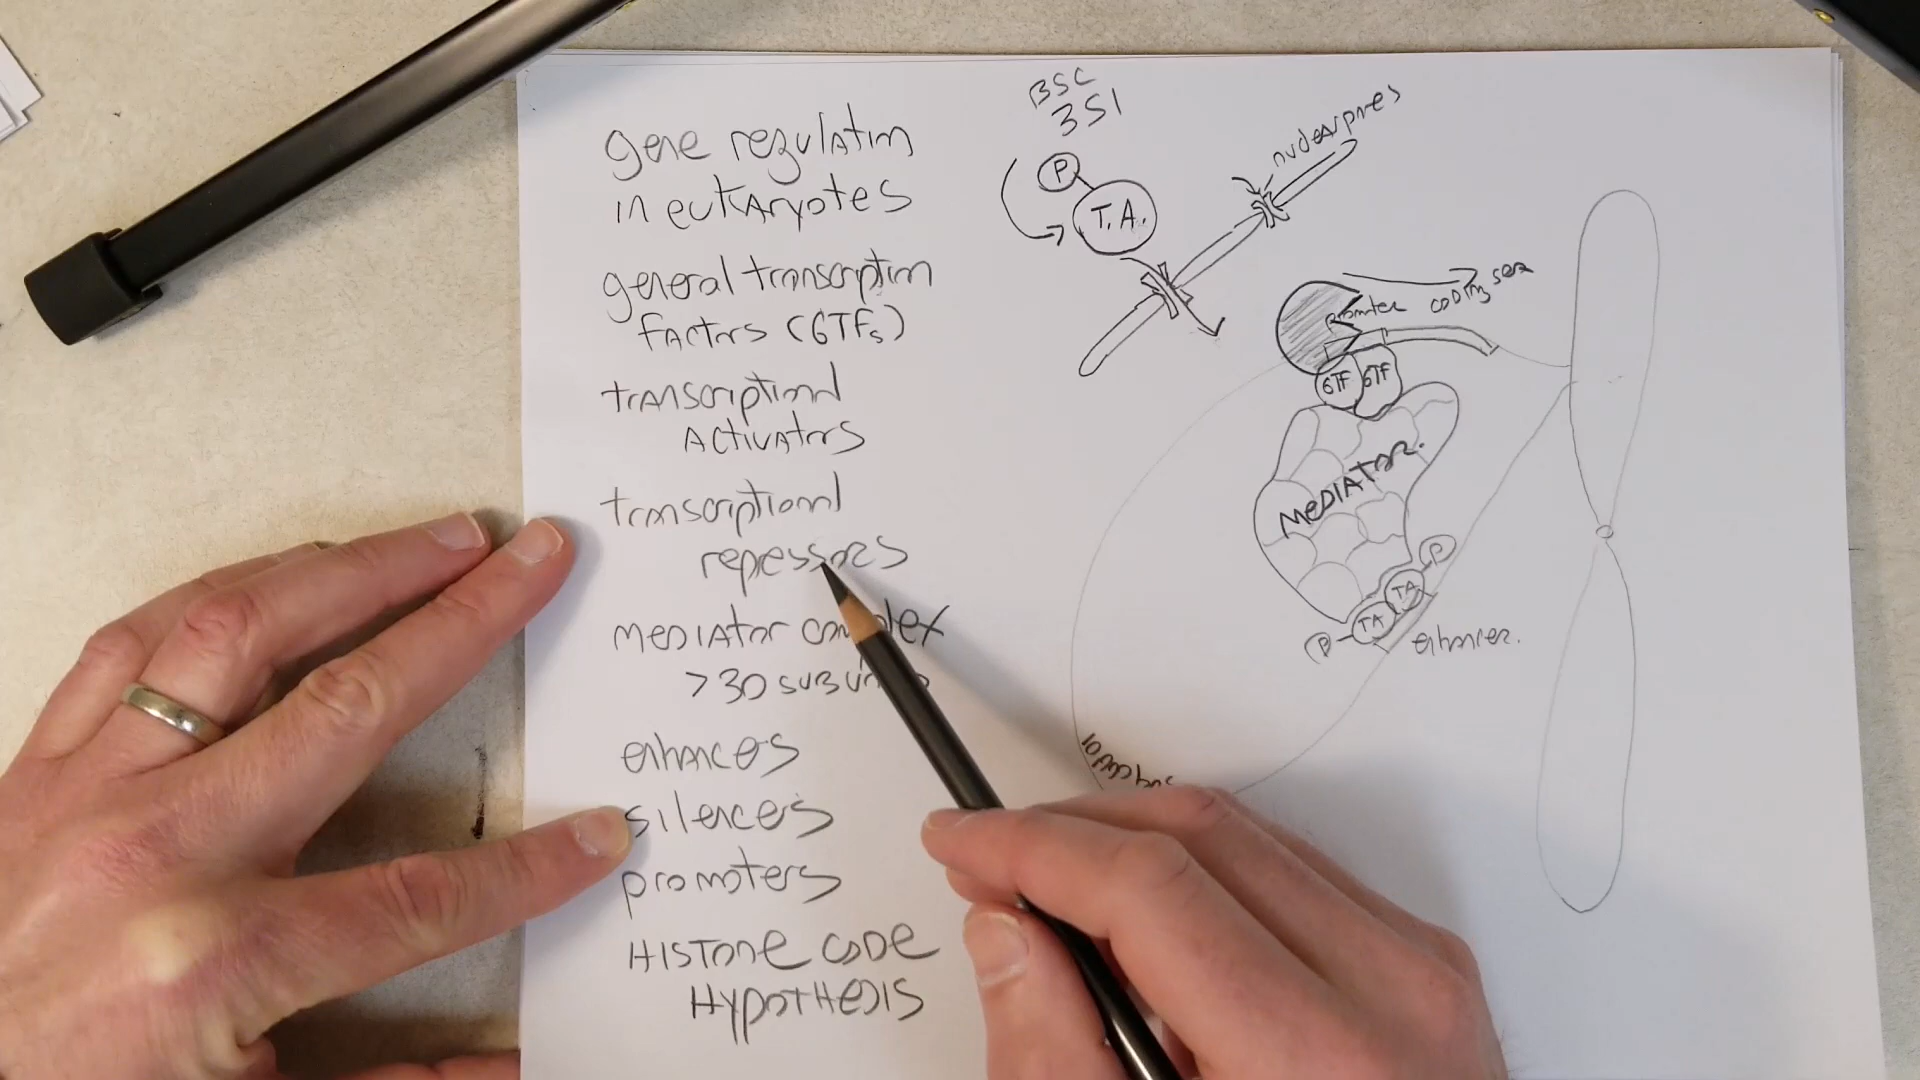 gene regulation
in eukaryotes
general transcription
factors (GTFs)
transcriptional
activators
transcriptional
repressors
mediator complex
>30 subunits
enhancers
silencers
promoters
Histone code
Hypothesis
BSC
351
P
T.A.
nuclear pores
promoter coding seq
GTF GTF
MEDIATOR.
P
TA
TA
P
enhancer.